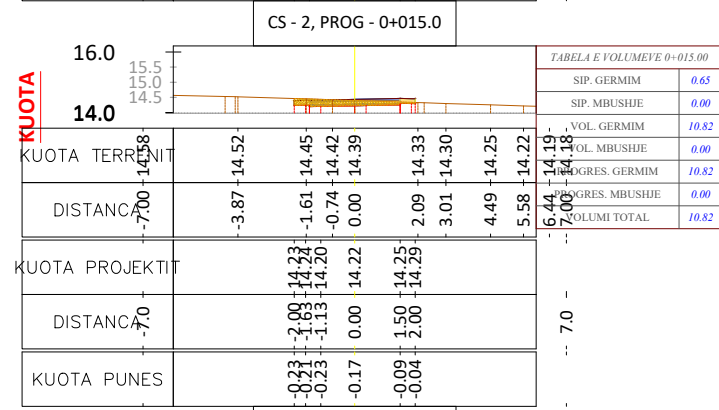 CS - 2, PROG - 0+015.0
16.0
15.5
15.0
14.5
14.0
KUOTA
TABELA E VOLUMEVE 0+015.00
SIP. GERMIM 0.65
SIP. MBUSHJE 0.00
VOL. GERMIM 10.82
VOL. MBUSHJE 0.00
PROGRES. GERMIM 10.82
PROGRES. MBUSHJE 0.00
VOLUMI TOTAL 10.82
KUOTA TERRENIT 14.58 14.52 14.45 14.42 14.39 14.33 14.30 14.25 14.22 14.19 14.18
DISTANCA -7.00 -3.87 -1.61 -0.74 0.00 2.09 3.01 4.49 5.58 6.44 7.00
KUOTA PROJEKTIT 14.23 14.24 14.20 14.22 14.25 14.29
DISTANCA -7.0 -2.00 -1.63 -1.13 0.00 1.50 2.00 7.0
KUOTA PUNES -0.23 -0.21 -0.23 -0.17 -0.09 -0.04